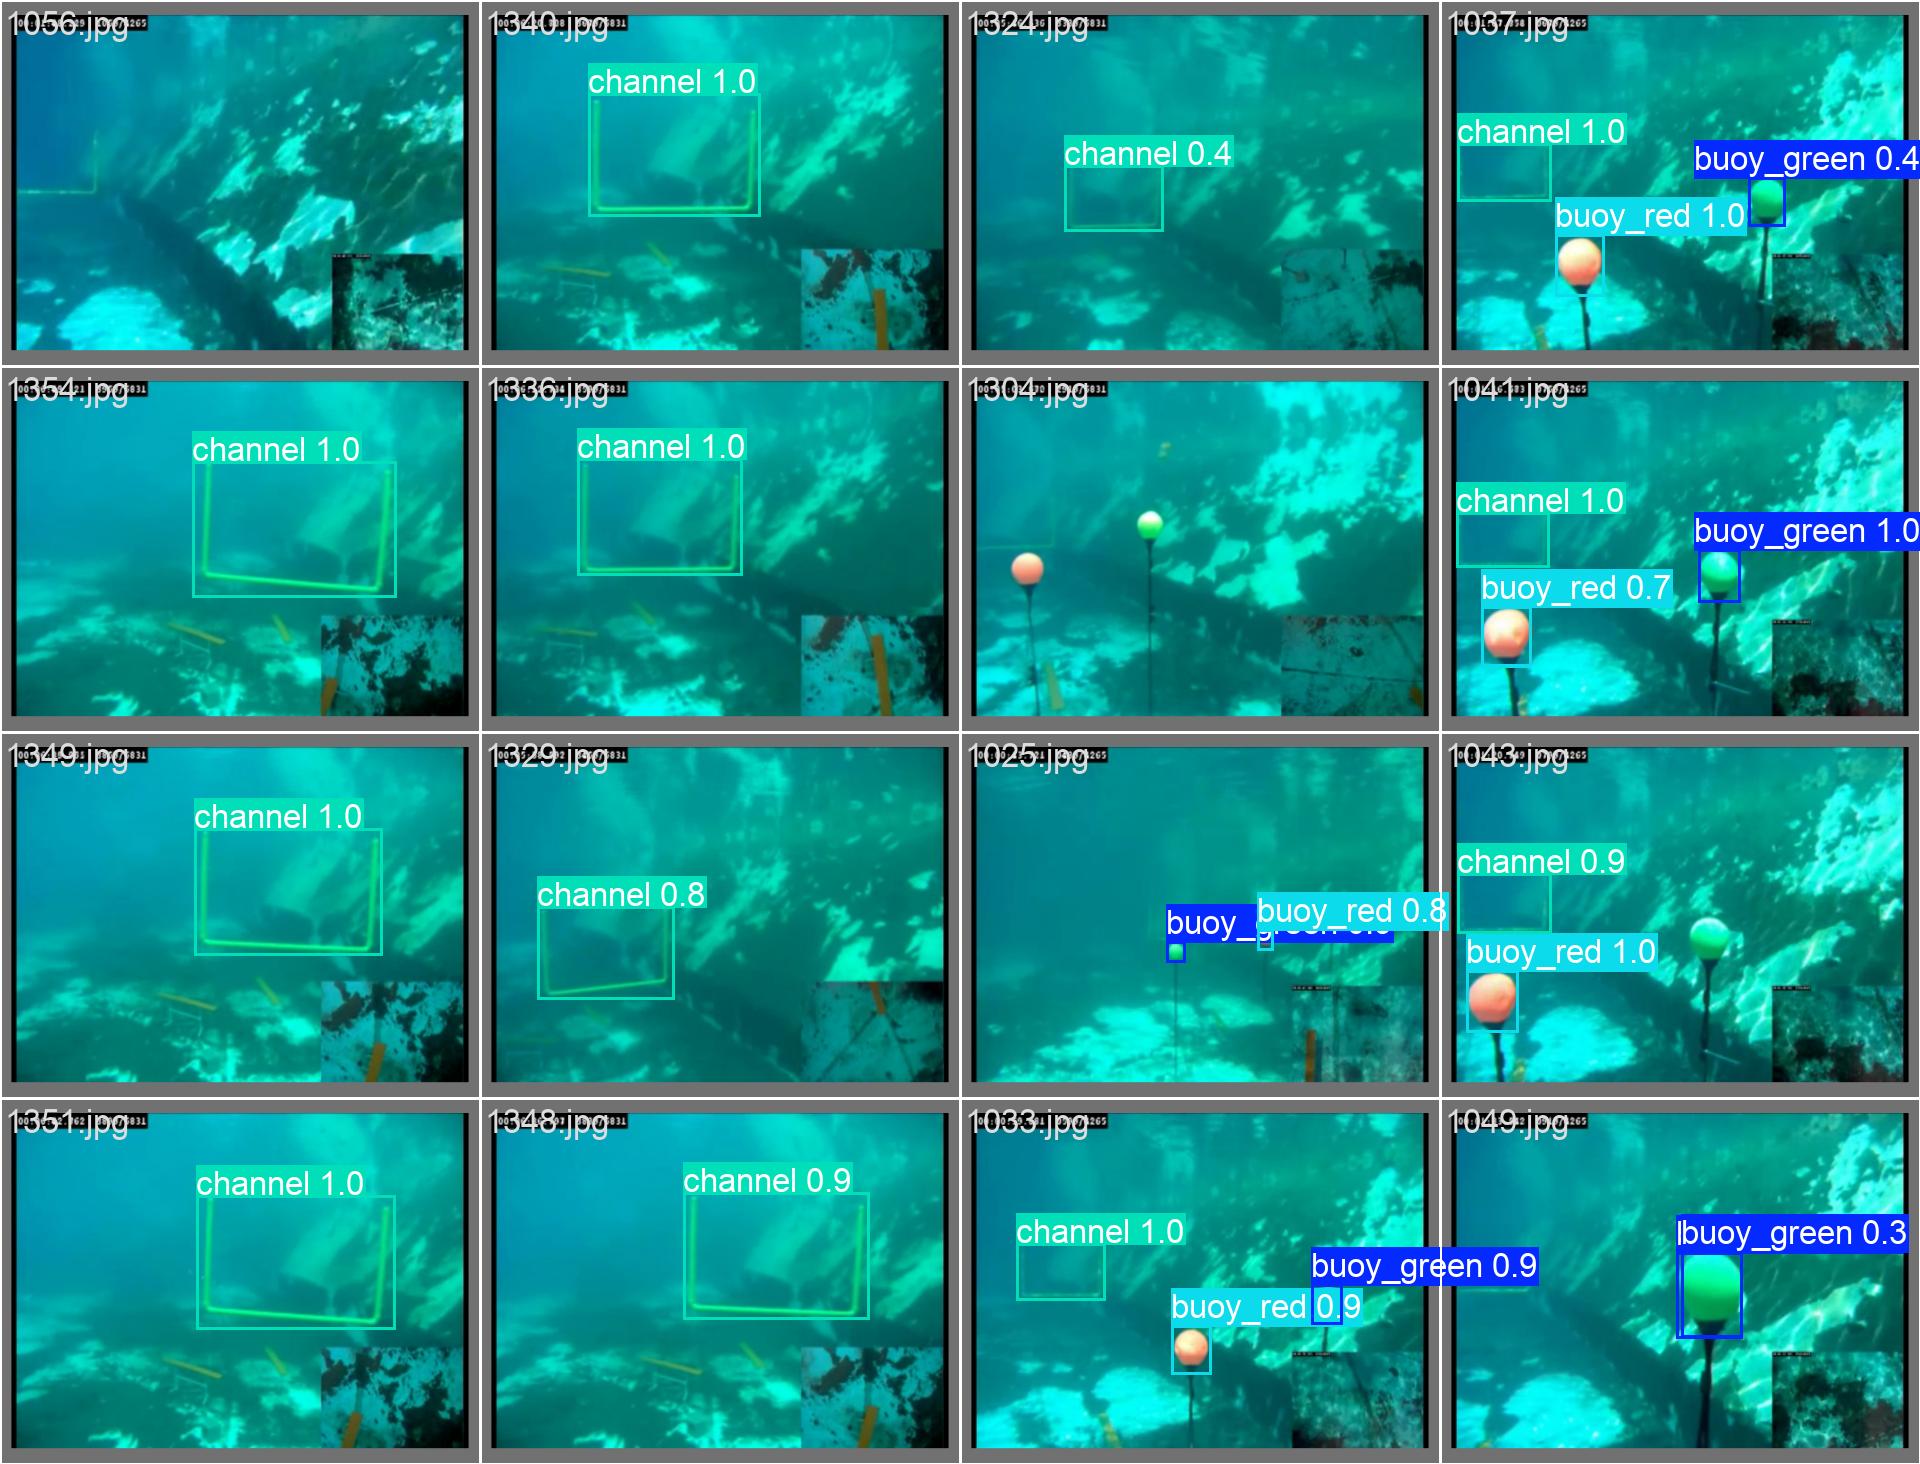 1056.jpg
1340.jpg
channel 1.0
1324.jpg
channel 0.4
1037.jpg
channel 1.0
buoy_green 0.4
buoy_red 1.0
1354.jpg
channel 1.0
1336.jpg
channel 1.0
1304.jpg
1041.jpg
channel 1.0
buoy_green 1.0
buoy_red 0.7
1349.jpg
channel 1.0
1329.jpg
channel 0.8
1025.jpg
buoy_red 0.8
1043.jpg
channel 0.9
buoy_red 1.0
1351.jpg
channel 1.0
1348.jpg
channel 0.9
1033.jpg
channel 1.0
buoy_green 0.9
buoy_red 0.9
1049.jpg
buoy_green 0.3